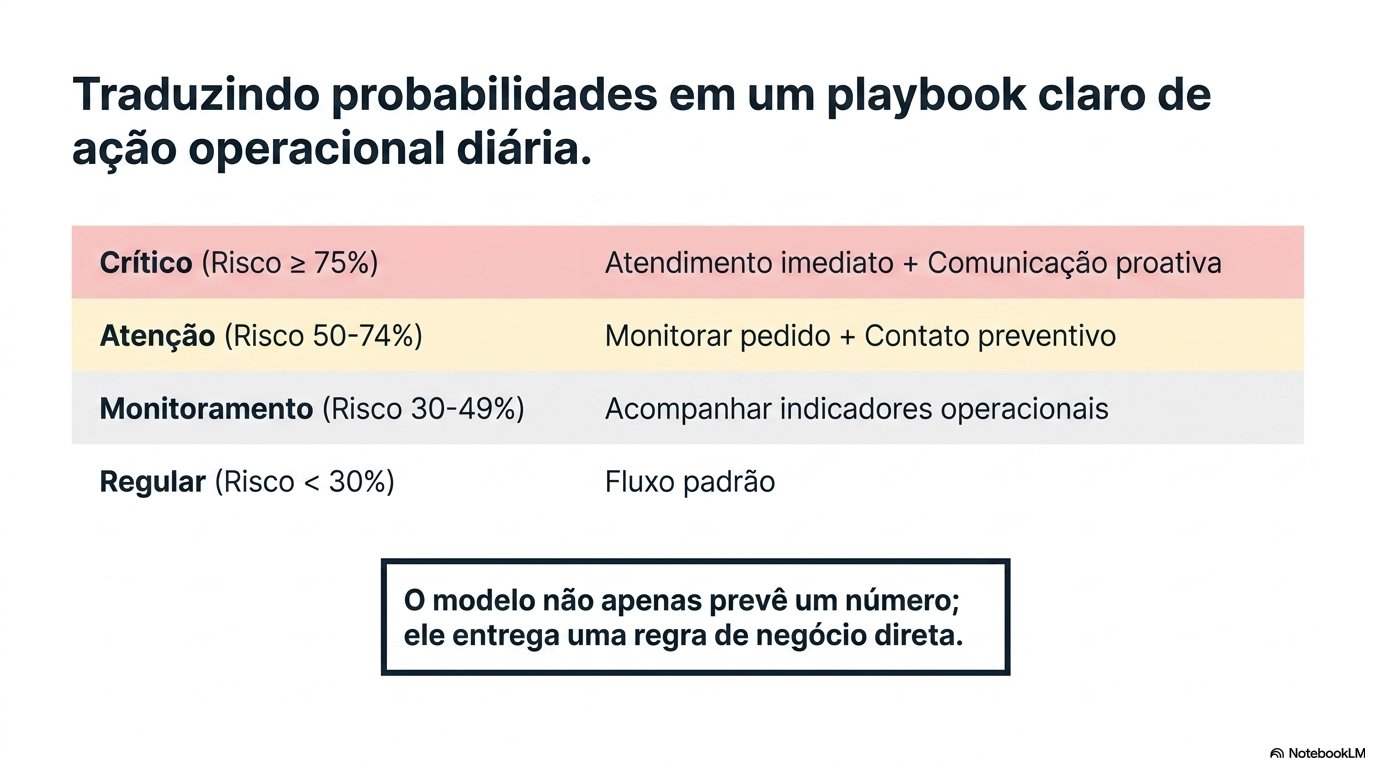 Traduzindo probabilidades em um playbook claro de
ação operacional diária.
Crítico (Risco ≥ 75%) Atendimento imediato + Comunicação proativa
Atenção (Risco 50-74%) Monitorar pedido + Contato preventivo
Monitoramento (Risco 30-49%) Acompanhar indicadores operacionais
Regular (Risco < 30%) Fluxo padrão
O modelo não apenas prevê um número;
ele entrega uma regra de negócio direta.
NotebookLM